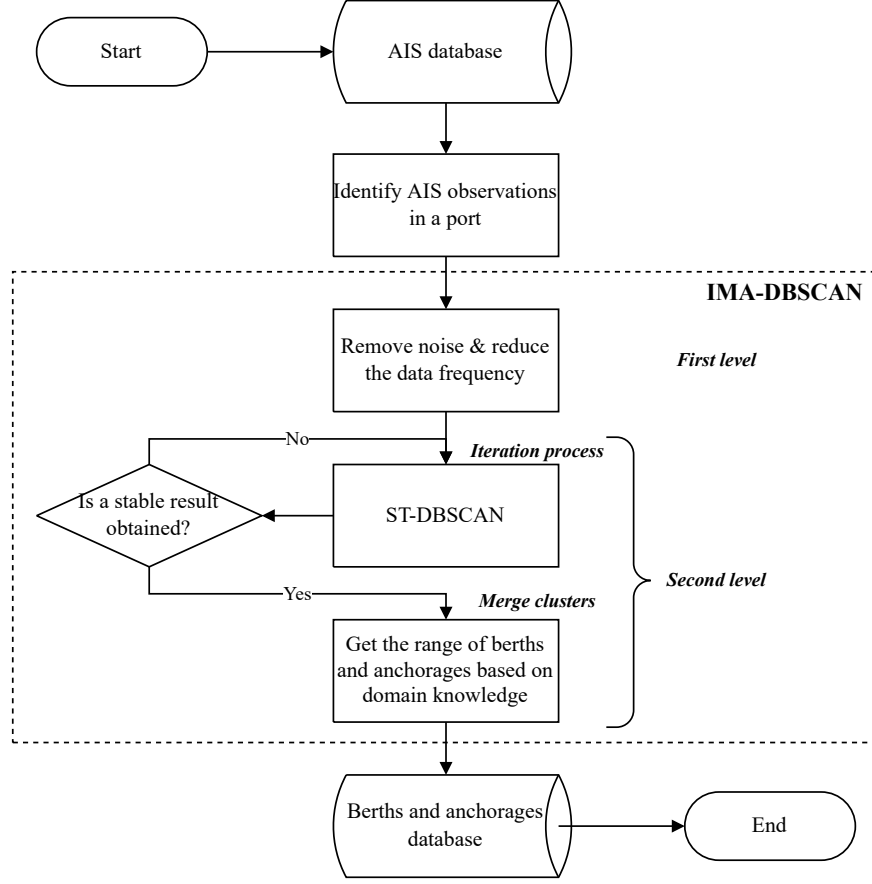 Start
AIS database
Identify AIS observations
in a port
IMA-DBSCAN
Remove noise & reduce
the data frequency
First level
No
Iteration process
Is a stable result
obtained?
ST-DBSCAN
Second level
Yes
Merge clusters
Get the range of berths
and anchorages based on
domain knowledge
Berths and anchorages
database
End